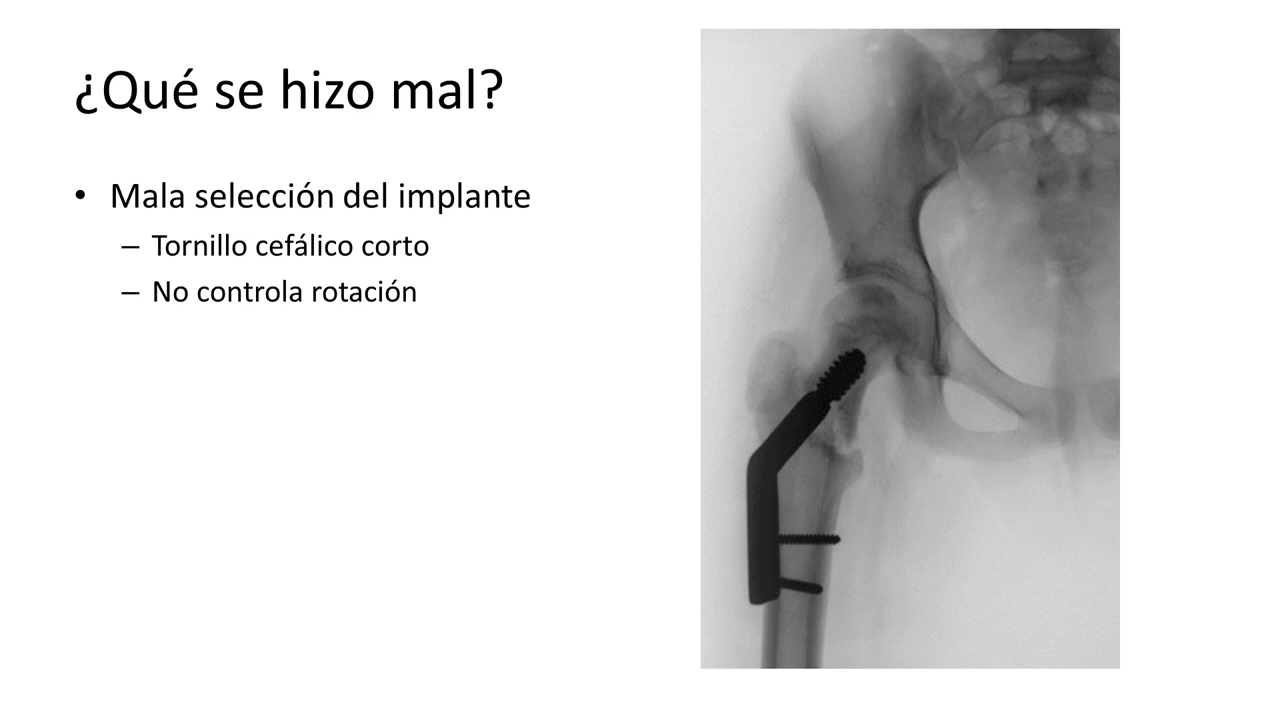 ¿Qué se hizo mal?
• Mala selección del implante
– Tornillo cefálico corto
– No controla rotación